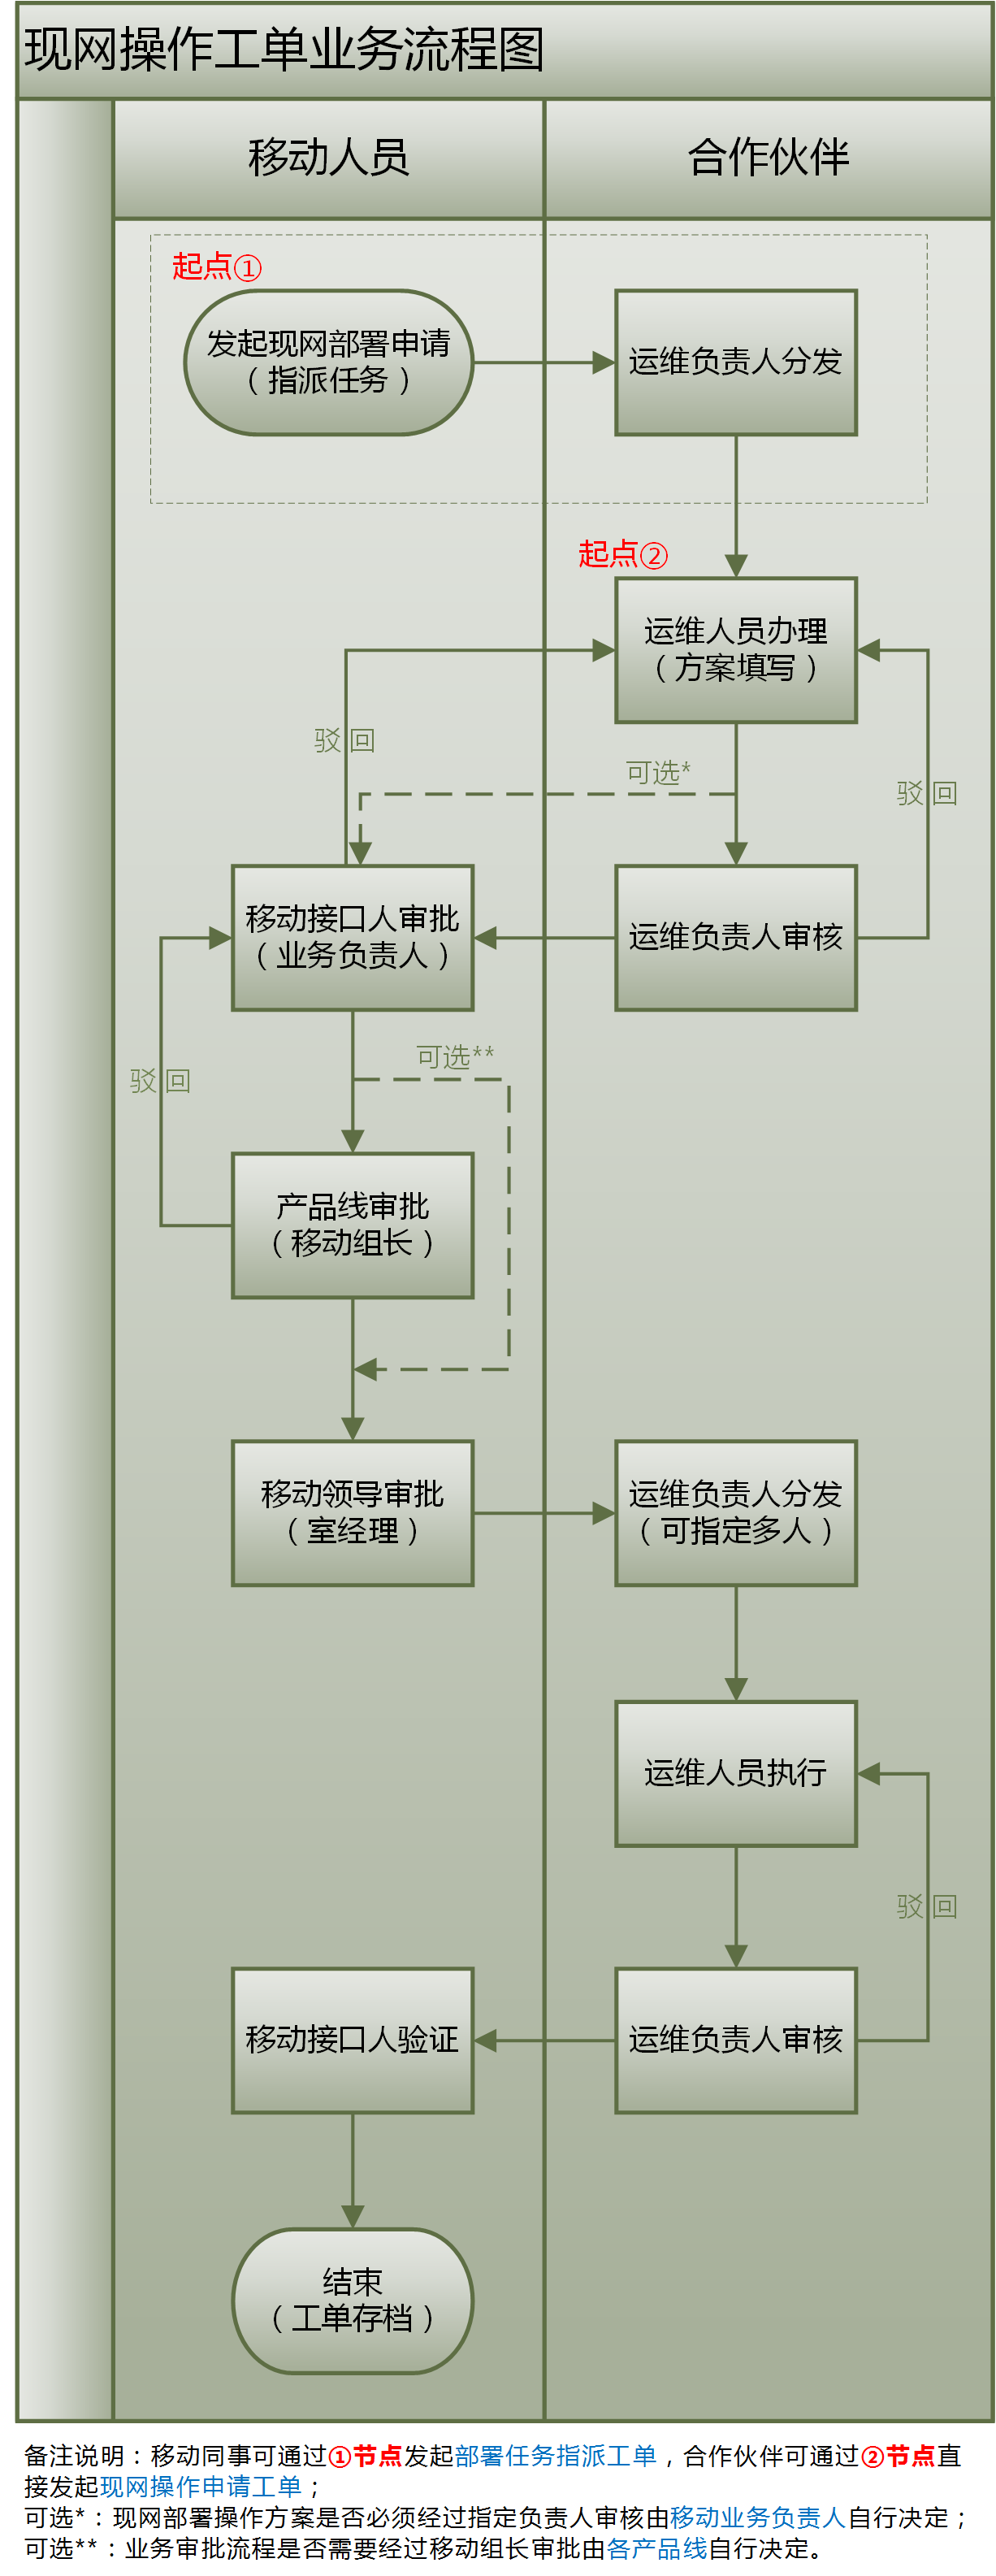 现网操作工单业务流程图
移动人员
合作伙伴
起点①
发起现网部署申请
（指派任务）
运维负责人分发
起点②
运维人员办理
（方案填写）
驳 回
可选*
驳 回
移动接口人审批
（业务负责人）
运维负责人审核
可选**
驳 回
产品线审批
（移动组长）
移动领导审批
（室经理）
运维负责人分发
（可指定多人）
运维人员执行
驳 回
移动接口人验证
运维负责人审核
结束
（工单存档）
备注说明：移动同事可通过①节点发起部署任务指派工单，合作伙伴可通过②节点直
接发起现网操作申请工单；
可选*：现网部署操作方案是否必须经过指定负责人审核由移动业务负责人自行决定；
可选**：业务审批流程是否需要经过移动组长审批由各产品线自行决定。